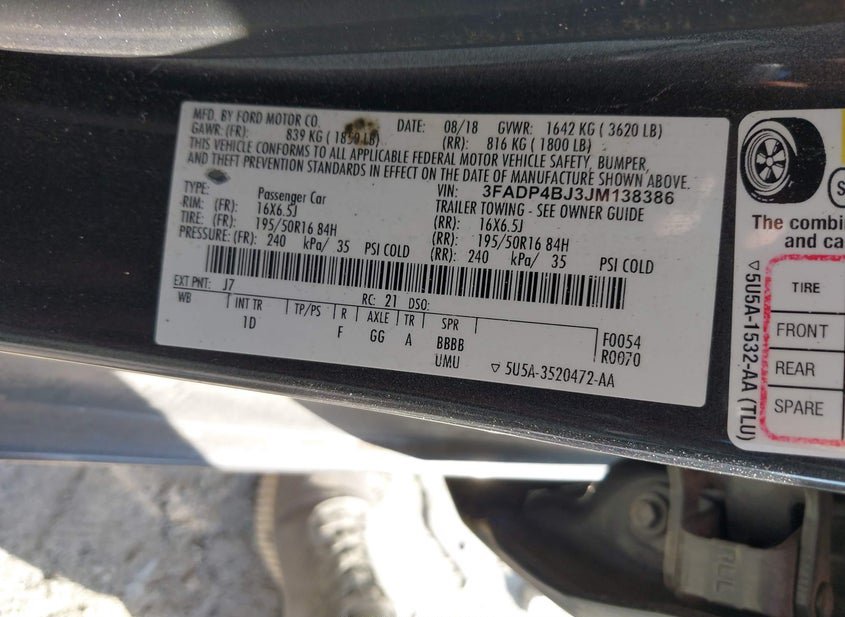 MFD. BY FORD MOTOR CO.
DATE: 08/18 GVWR: 1642 KG ( 3620 LB)
GAWR: (FR): 839 KG ( 1850 LB) (RR): 816 KG ( 1800 LB)
THIS VEHICLE CONFORMS TO ALL APPLICABLE FEDERAL MOTOR VEHICLE SAFETY, BUMPER,
AND THEFT PREVENTION STANDARDS IN EFFECT ON THE DATE OF MANUFACTURE SHOWN ABOVE.
VIN: 3FADP4BJ3JM138386
TYPE: Passenger Car TRAILER TOWING - SEE OWNER GUIDE
RIM: (FR): 16X6.5J (RR): 16X6.5J
TIRE: (FR): 195/50R16 84H (RR): 195/50R16 84H
PRESSURE: (FR): 240 kPa/ 35 PSI COLD (RR): 240 kPa/ 35 PSI COLD
EXT PNT: J7 RC: 21 DSO:
WB INT TR TP/PS R AXLE TR SPR
1D F GG A BBBB F0054
UMU R0070
▽ 5U5A-3520472-AA
The combin
and ca
TIRE
FRONT
REAR
SPARE
▽ 5U5A-1532-AA (TLU)